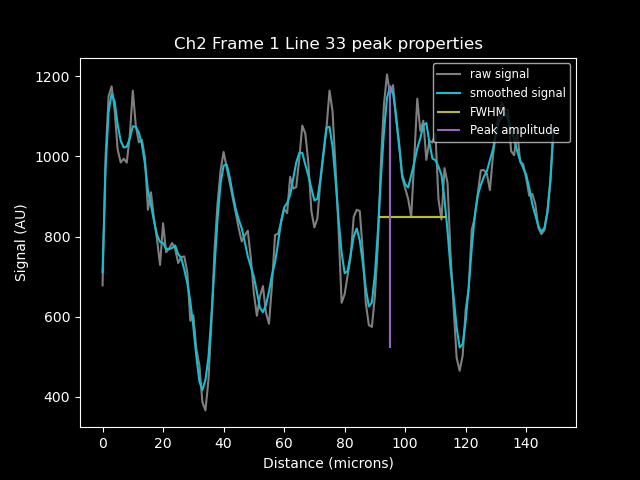 Ch2 Frame 1 Line 33 peak properties
raw signal
smoothed signal
FWHM
Peak amplitude
Signal (AU)
1200
1000
800
600
400
0 20 40 60 80 100 120 140
Distance (microns)